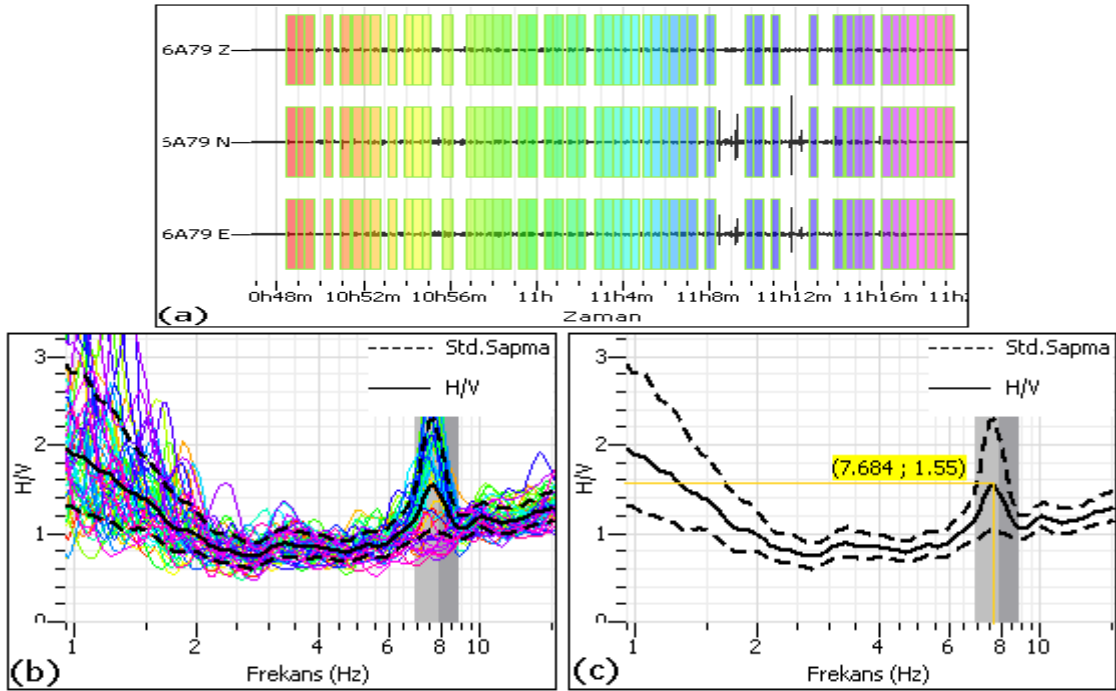 6A79 Z
6A79 N
6A79 E
0h48m 10h52m 10h56m 11h 11h4m 11h8m 11h12m 11h16m 11h2
Zaman
(a)
Std.Sapma
H/V
3
2
1
0
H/V
1 2 4 6 8 10
Frekans (Hz)
(b)
Std.Sapma
H/V
(7.684 ; 1.55)
3
2
1
0
H/V
1 2 4 6 8 10
Frekans (Hz)
(c)